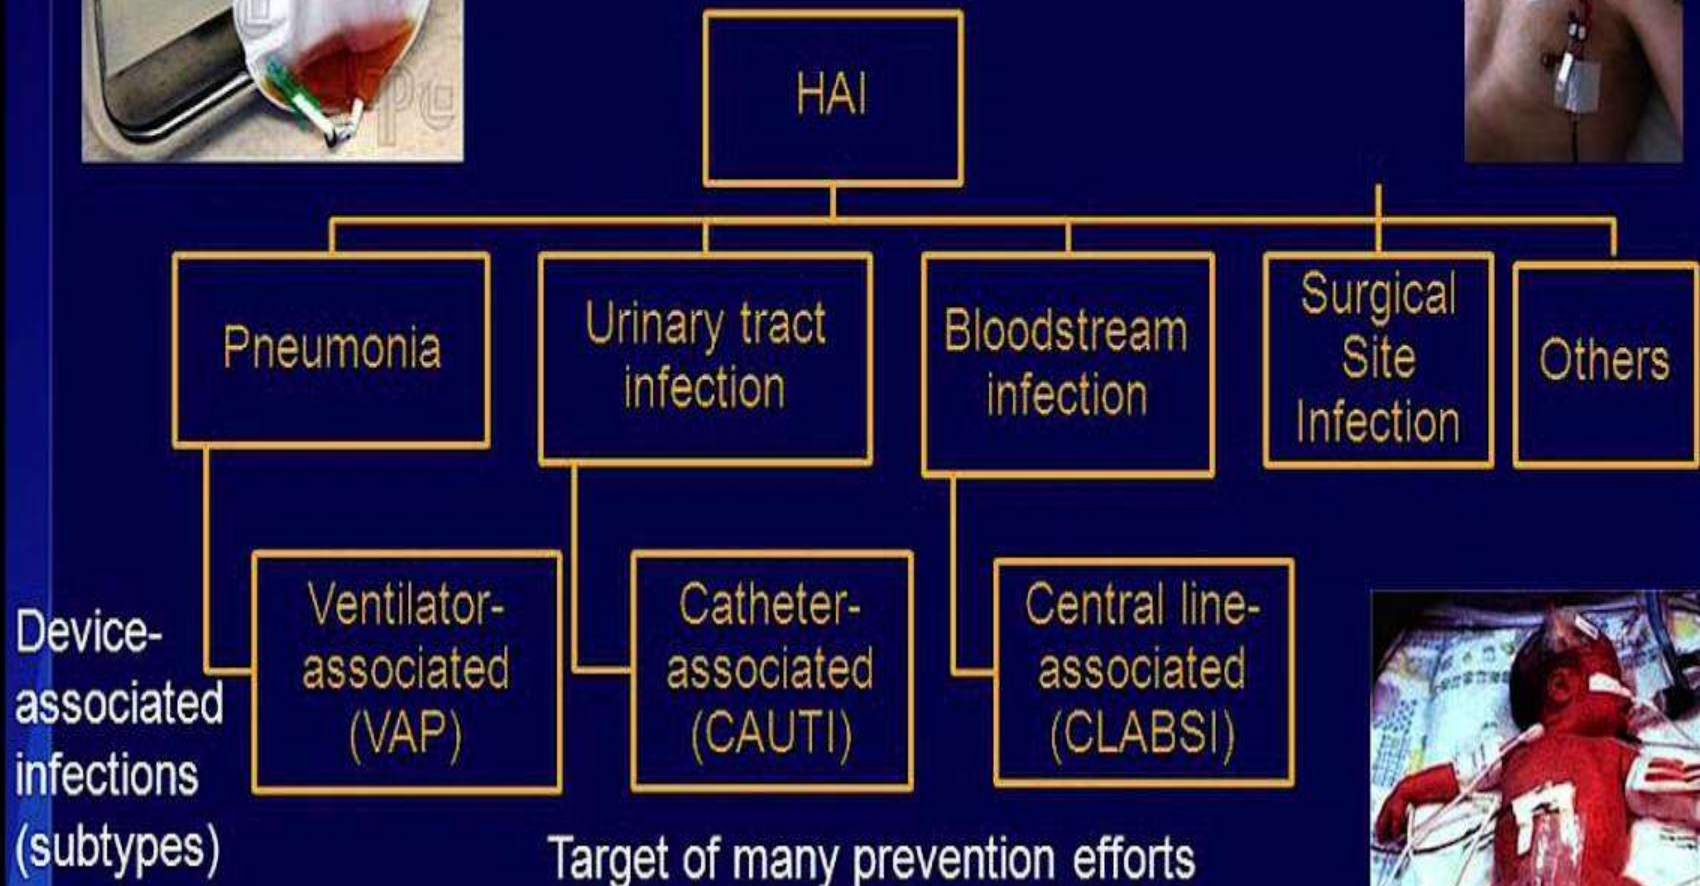 HAI
Pneumonia
Urinary tract
infection
Bloodstream
infection
Surgical
Site
Infection
Others
Device-
associated
infections
(subtypes)
Ventilator-
associated
(VAP)
Catheter-
associated
(CAUTI)
Central line-
associated
(CLABSI)
Target of many prevention efforts